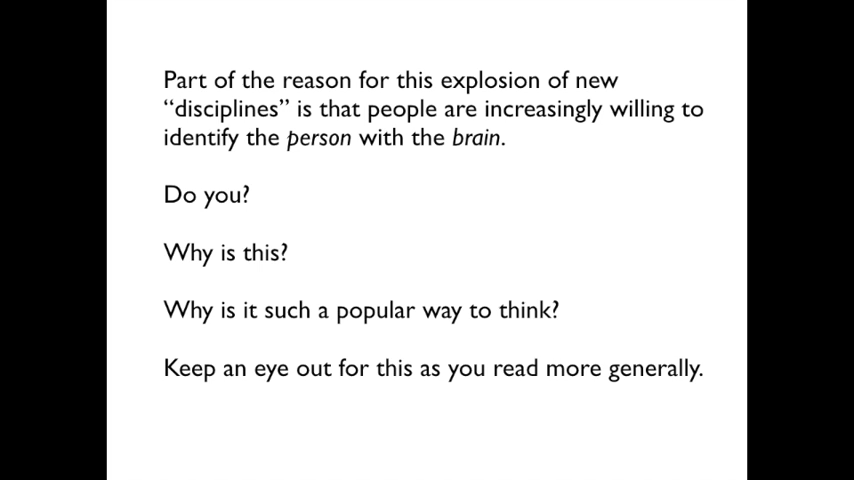 Part of the reason for this explosion of new
“disciplines” is that people are increasingly willing to
identify the person with the brain.
Do you?
Why is this?
Why is it such a popular way to think?
Keep an eye out for this as you read more generally.